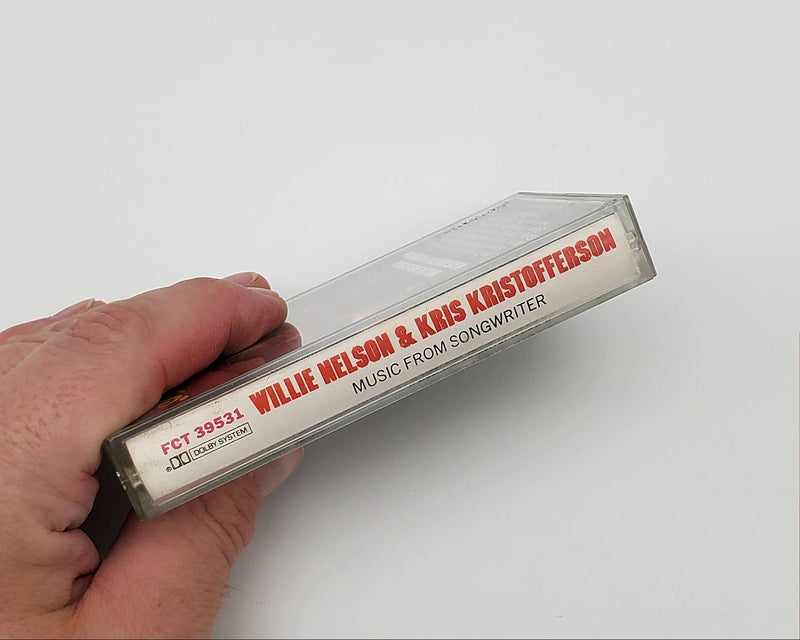 WILLIE NELSON & KRIS KRISTOFFERSON
MUSIC FROM SONGWRITER
FCT 39531
® DOLBY SYSTEM